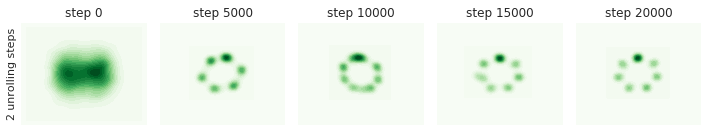 step 0
step 5000
step 10000
step 15000
step 20000
2 unrolling steps